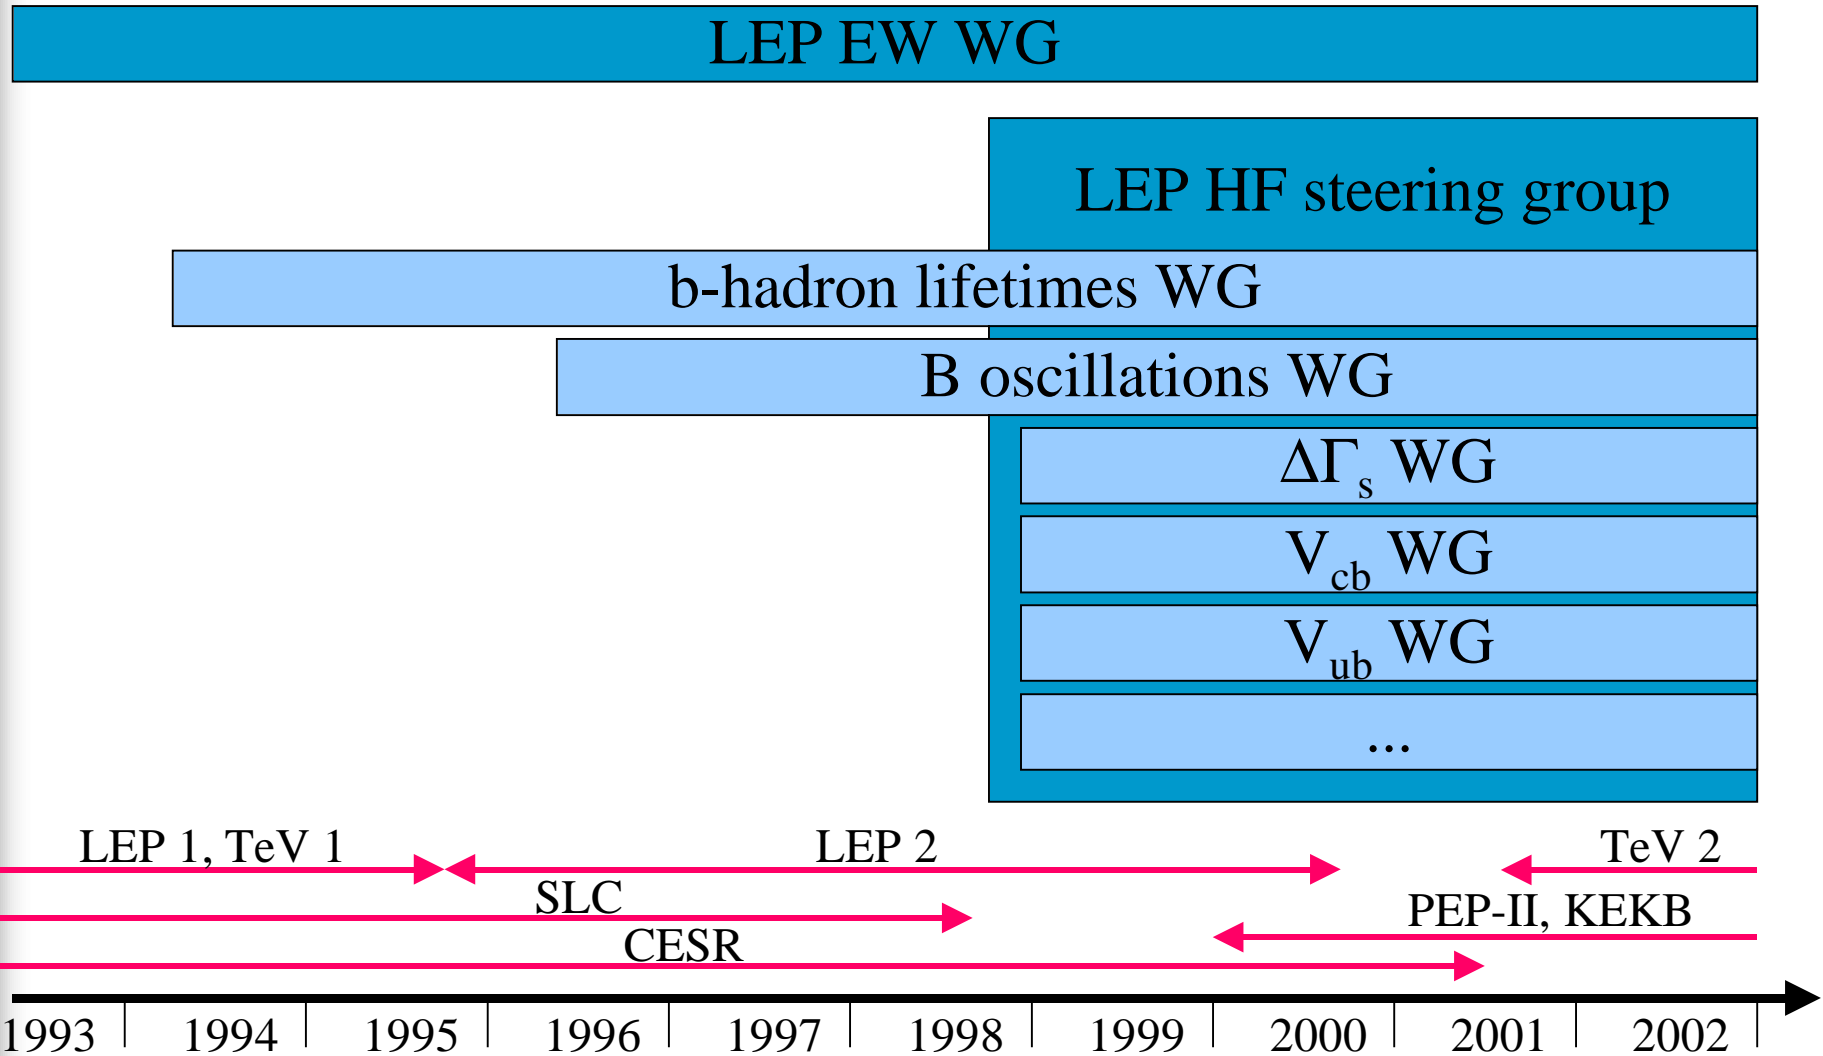 LEP EW WG
LEP HF steering group
b-hadron lifetimes WG
B oscillations WG
ΔΓs WG
Vcb WG
Vub WG
...
LEP 1, TeV 1 LEP 2 TeV 2
SLC PEP-II, KEKB
CESR
1993 1994 1995 1996 1997 1998 1999 2000 2001 2002